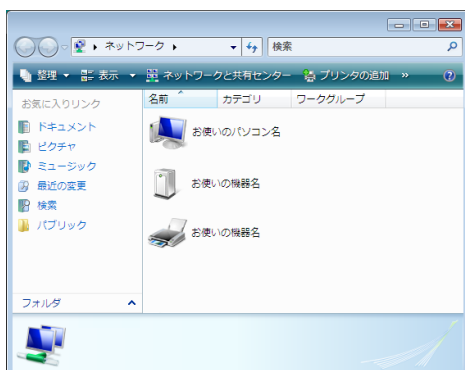 ネットワーク
検索
整理 表示 ネットワークと共有センター プリンタの追加 »
お気に入りリンク
名前 カテゴリ ワークグループ
ドキュメント
ピクチャ
ミュージック
最近の変更
検索
パブリック
お使いのパソコン名
お使いの機器名
お使いの機器名
フォルダ